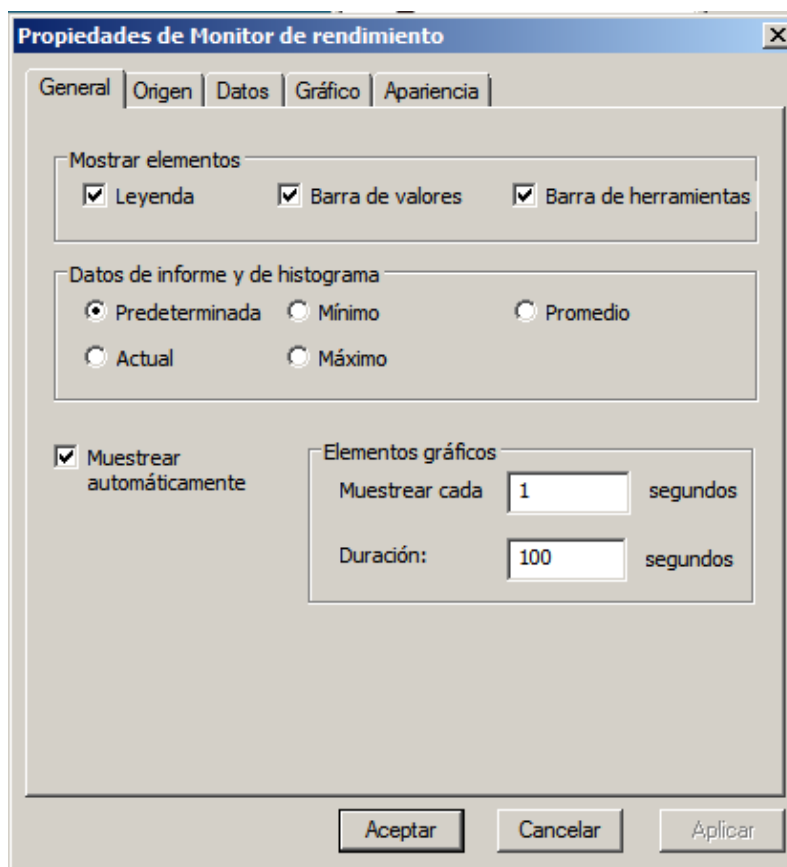 Propiedades de Monitor de rendimiento
General Origen Datos Gráfico Apariencia
Mostrar elementos
Leyenda Barra de valores Barra de herramientas
Datos de informe y de histograma
Predeterminada Mínimo Promedio
Actual Máximo
Muestrear
automáticamente
Elementos gráficos
Muestrear cada 1 segundos
Duración: 100 segundos
Aceptar Cancelar Aplicar